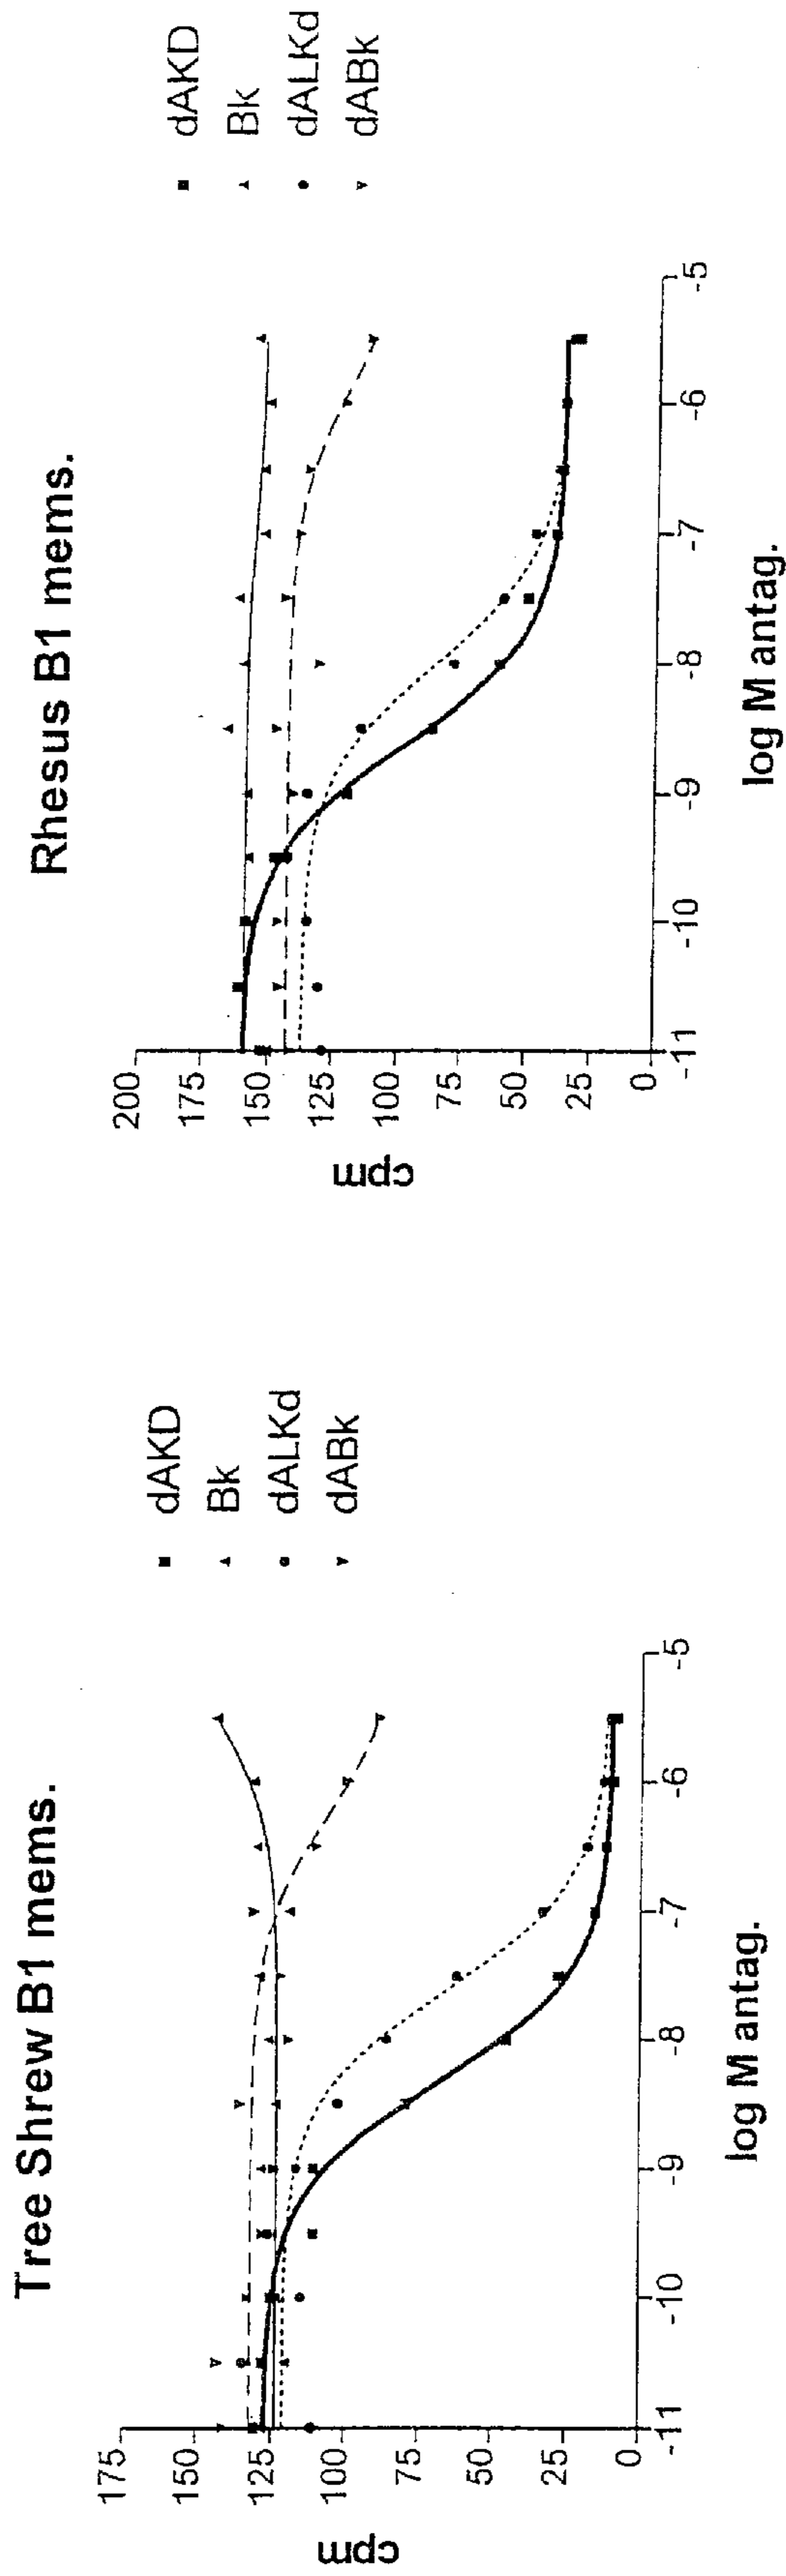 Tree Shrew B1 mems.
175
150
125
100
75
50
25
0
cpm
-11
-10
-9
-8
-7
-6
-5
log M antag.
dAKD
Bk
dALKd
dABk
Rhesus B1 mems.
200
175
150
125
100
75
50
25
0
cpm
-11
-10
-9
-8
-7
-6
-5
log M antag.
dAKD
Bk
dALKd
dABk